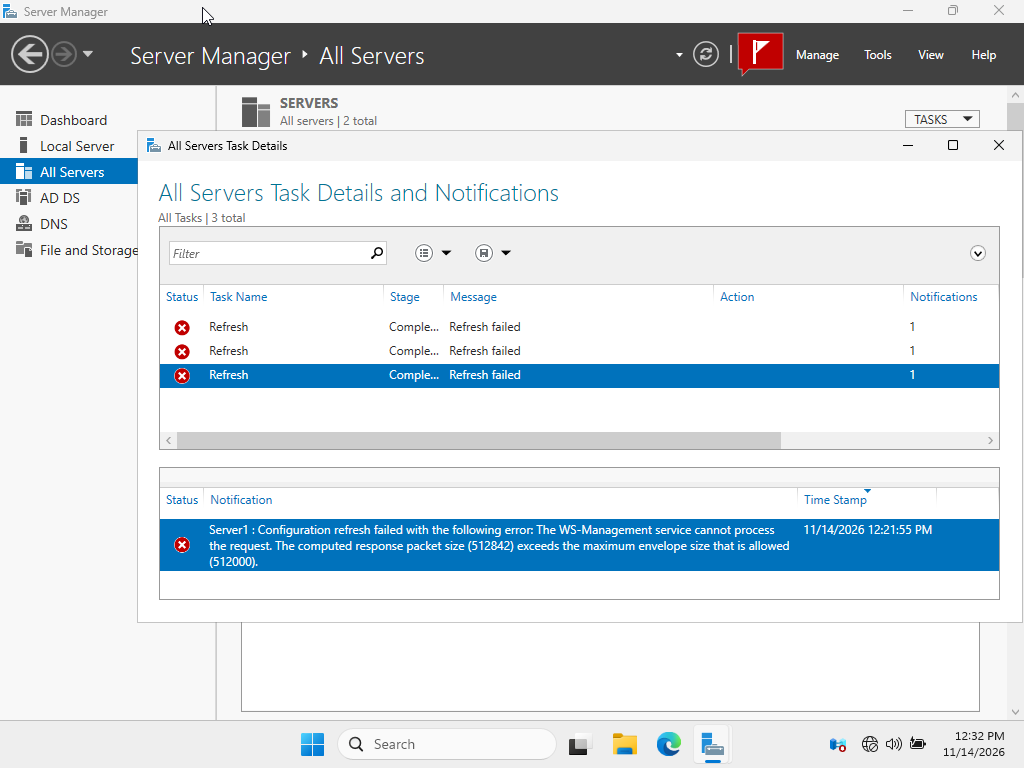 Server Manager
Server Manager ‣ All Servers
Manage
Tools
View
Help
Dashboard
Local Server
All Servers
AD DS
DNS
File and Storage
SERVERS
All servers | 2 total
TASKS
All Servers Task Details
All Servers Task Details and Notifications
All Tasks | 3 total
Filter
Status Task Name Stage Message Action Notifications
Refresh Comple... Refresh failed 1
Refresh Comple... Refresh failed 1
Refresh Comple... Refresh failed 1
Status Notification Time Stamp
Server1 : Configuration refresh failed with the following error: The WS-Management service cannot process 11/14/2026 12:21:55 PM
the request. The computed response packet size (512842) exceeds the maximum envelope size that is allowed
(512000).
Search
12:32 PM
11/14/2026